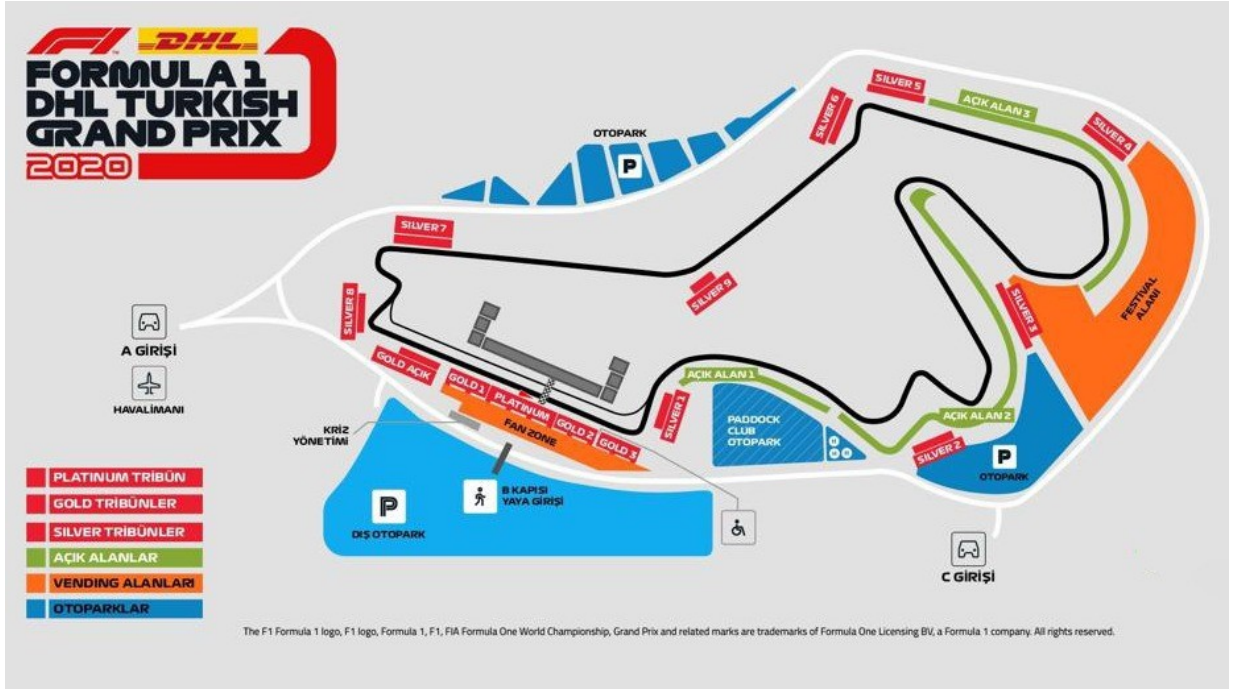 F1 DHL
FORMULA 1
DHL TURKISH
GRAND PRIX
2020
OTOPARK
P
SILVER 6
SILVER 5
AÇIK ALAN 3
SILVER 4
SILVER 7
SILVER 8
SILVER 9
SILVER 3
FESTİVAL
ALANI
A GİRİŞİ
HAVALİMANI
GOLD AÇIK
GOLD 1
PLATINUM
GOLD 2
GOLD 3
FAN ZONE
SILVER 1
AÇIK ALAN 1
PADDOCK
CLUB
OTOPARK
H
H H
AÇIK ALAN 2
SILVER 2
P
OTOPARK
KRİZ
YÖNETİMİ
B KAPISI
YAYA GİRİŞİ
P
DIŞ OTOPARK
C GİRİŞİ
PLATINUM TRİBÜN
GOLD TRİBÜNLER
SILVER TRİBÜNLER
AÇIK ALANLAR
VENDING ALANLARI
OTOPARKLAR
The F1 Formula 1 logo, F1 logo, Formula 1, F1, FIA Formula One World Championship, Grand Prix and related marks are trademarks of Formula One Licensing BV, a Formula 1 company. All rights reserved.